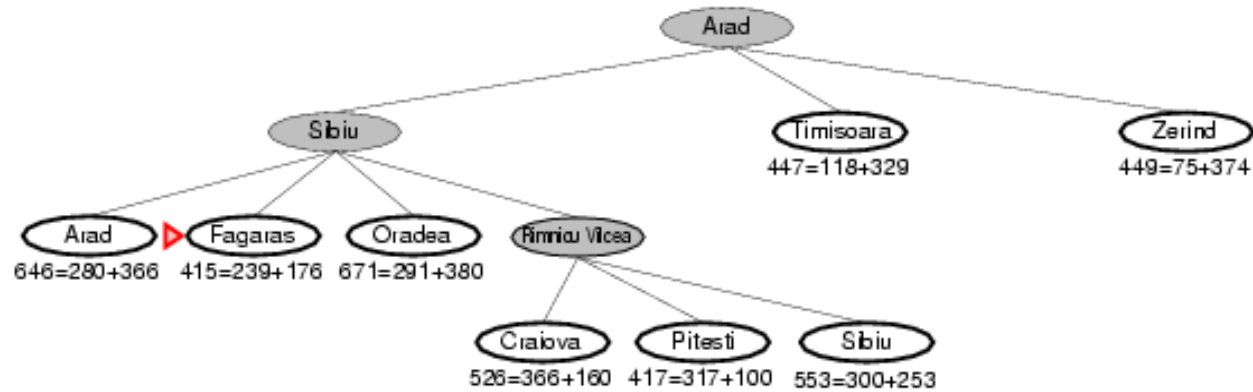 Arad
Sibiu
Timisoara
Zerind
447=118+329
449=75+374
Arad
Fagaras
Oradea
Rimnicu Vilcea
646=280+366
415=239+176
671=291+380
Craiova
Pitesti
Sibiu
526=366+160
417=317+100
553=300+253